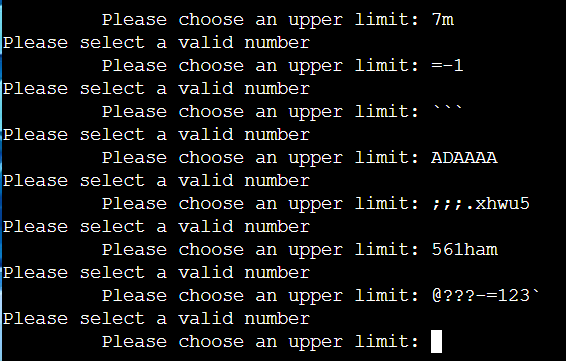 Please choose an upper limit: 7m
Please select a valid number
Please choose an upper limit: =-1
Please select a valid number
Please choose an upper limit: ```
Please select a valid number
Please choose an upper limit: ADAAAA
Please select a valid number
Please choose an upper limit: ;;;.xhwu5
Please select a valid number
Please choose an upper limit: 561ham
Please select a valid number
Please choose an upper limit: @???-=123`
Please select a valid number
Please choose an upper limit: